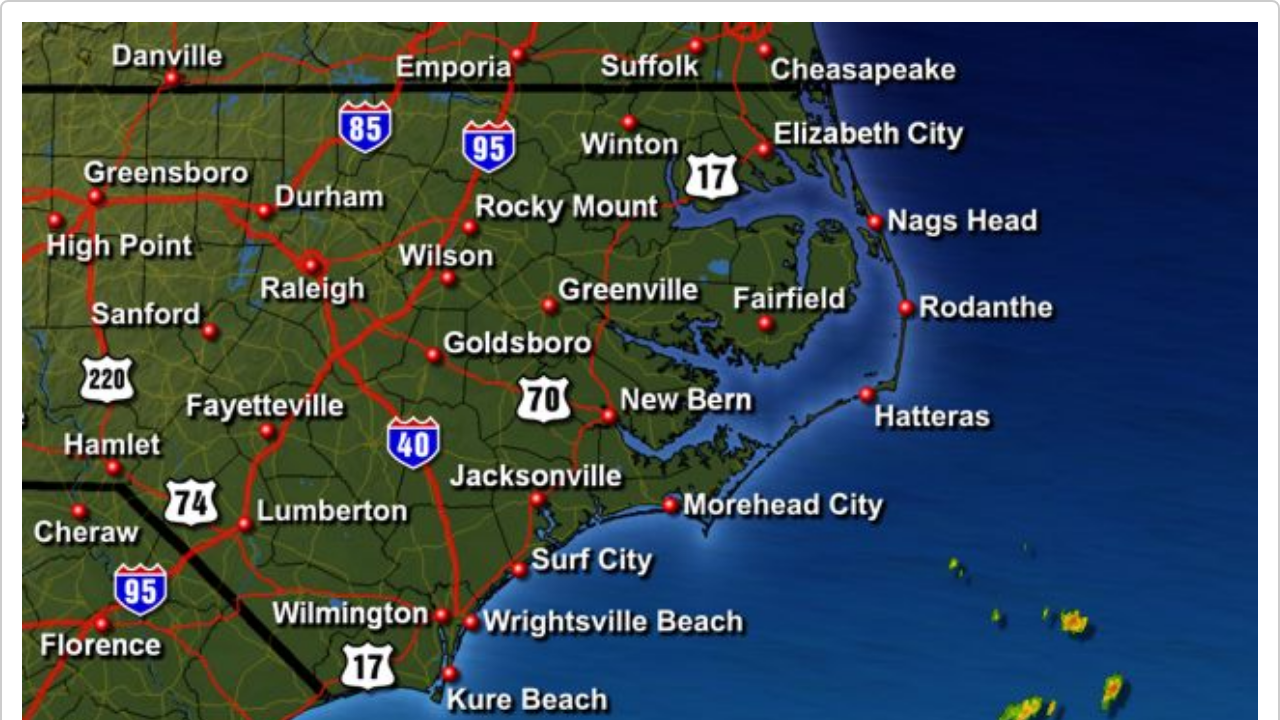 Danville
Emporia
Suffolk
Cheasapeake
85
95
Winton
Elizabeth City
17
Greensboro
Durham
Rocky Mount
Nags Head
High Point
Wilson
Raleigh
Greenville
Fairfield
Rodanthe
Sanford
Goldsboro
220
70
New Bern
Fayetteville
Hatteras
40
Hamlet
Jacksonville
74
Lumberton
Morehead City
Cheraw
Surf City
95
Wilmington
Wrightsville Beach
Florence
17
Kure Beach